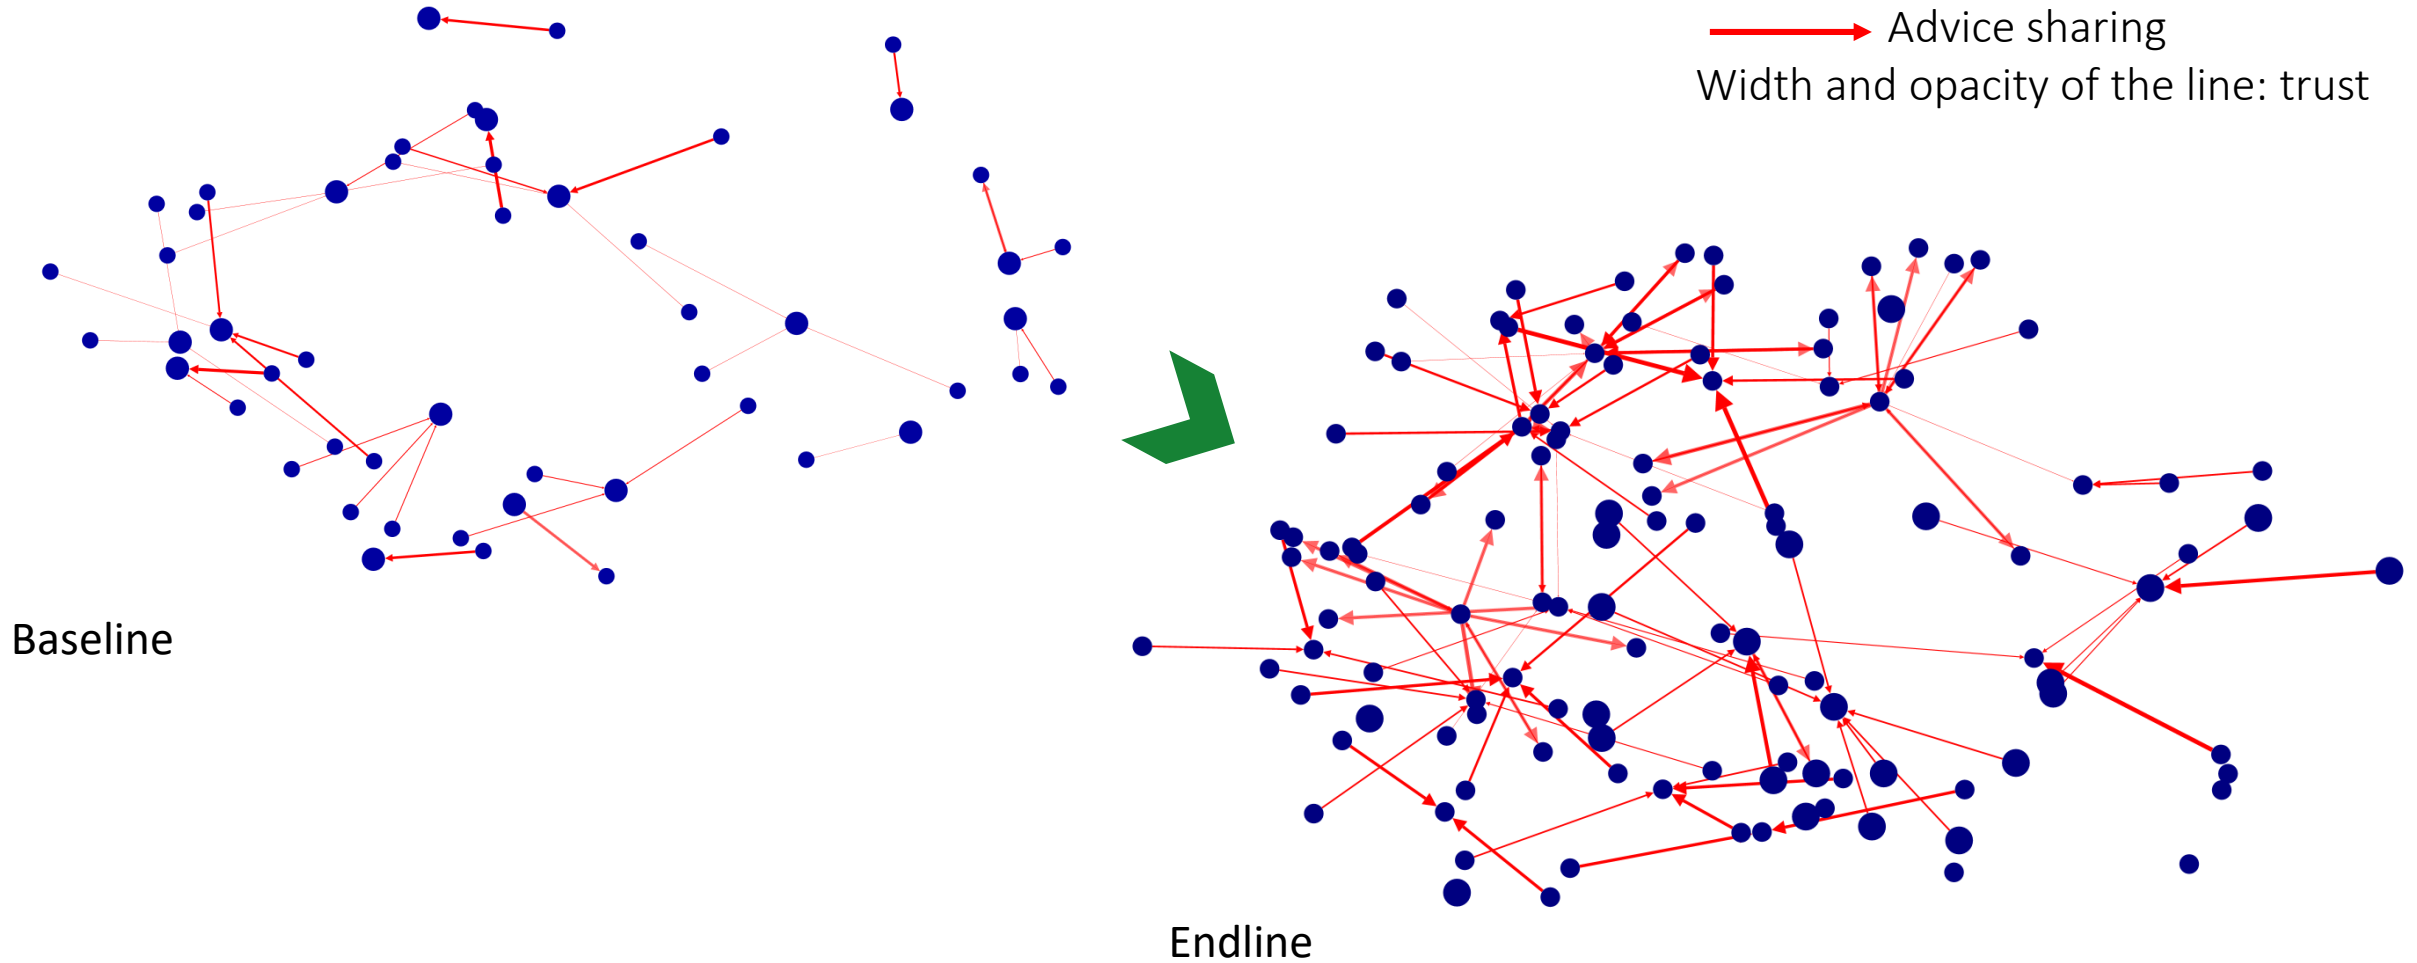 Advice sharing
Width and opacity of the line: trust
Baseline
Endline